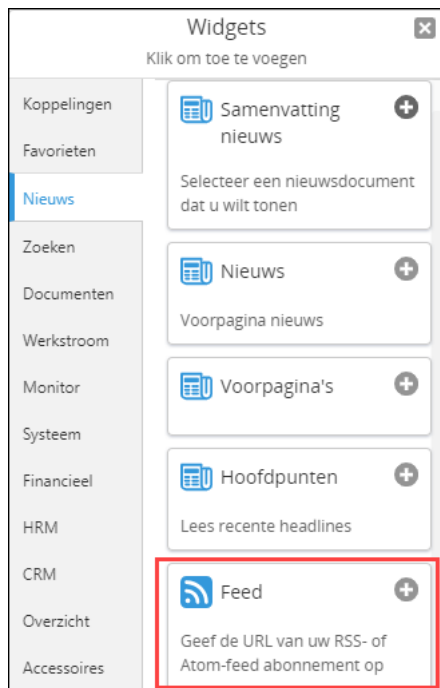 Widgets
Klik om toe te voegen
Koppelingen
Favorieten
Nieuws
Zoeken
Documenten
Werkstroom
Monitor
Systeem
Financieel
HRM
CRM
Overzicht
Accessoires
Samenvatting
nieuws
Selecteer een nieuwsdocument
dat u wilt tonen
Nieuws
Voorpagina nieuws
Voorpagina's
Hoofdpunten
Lees recente headlines
Feed
Geef de URL van uw RSS- of
Atom-feed abonnement op